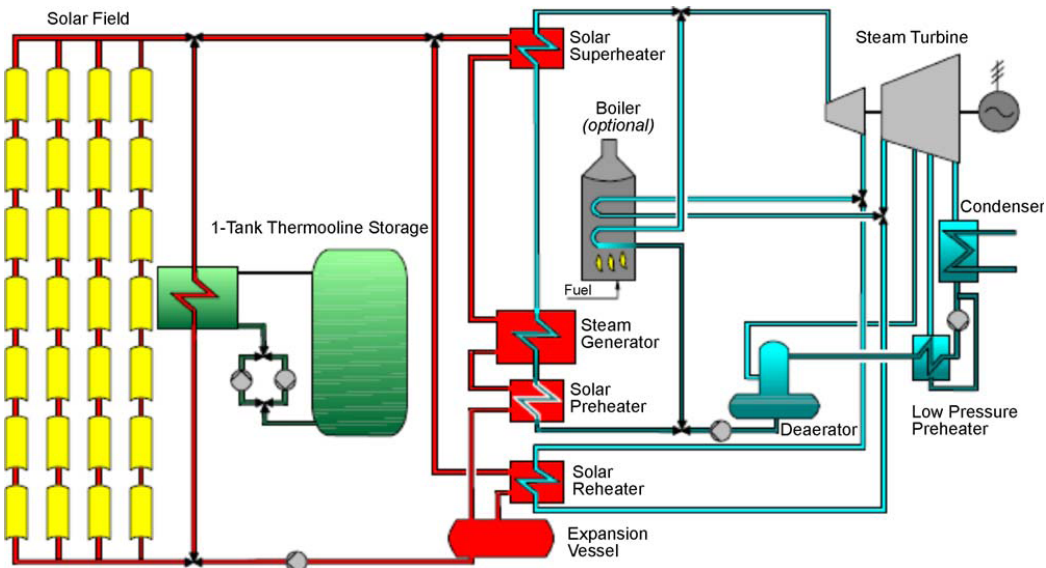 Solar Field
Solar
Superheater
Steam Turbine
Boiler
(optional)
1-Tank Thermooline Storage
Condenser
Fuel
Steam
Generator
Solar
Preheater
Deaerator
Low Pressure
Preheater
Solar
Reheater
Expansion
Vessel